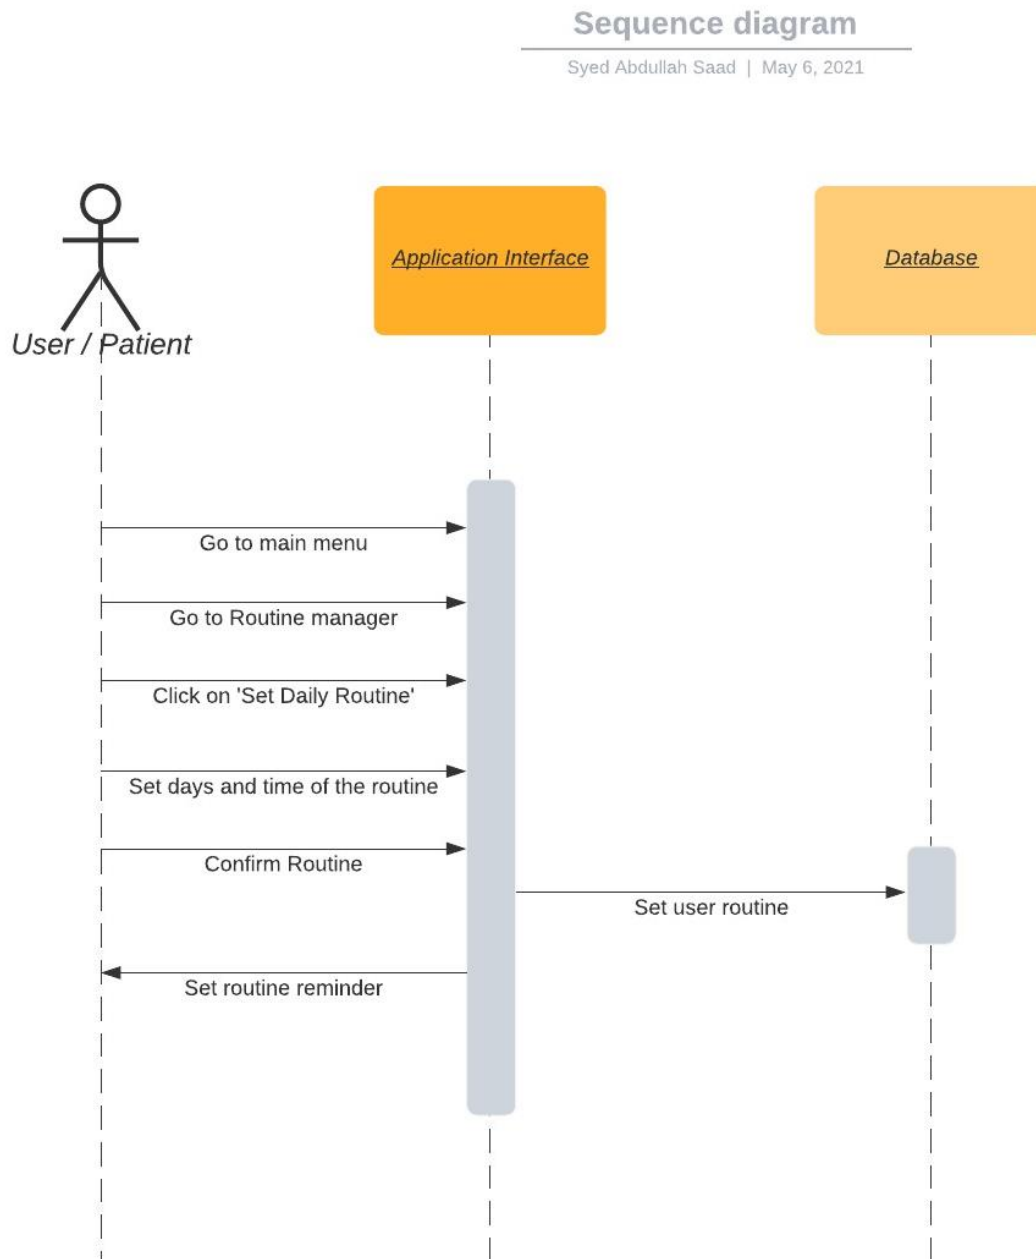 Sequence diagram
Syed Abdullah Saad | May 6, 2021
User / Patient
Application Interface
Database
Go to main menu
Go to Routine manager
Click on 'Set Daily Routine'
Set days and time of the routine
Confirm Routine
Set user routine
Set routine reminder